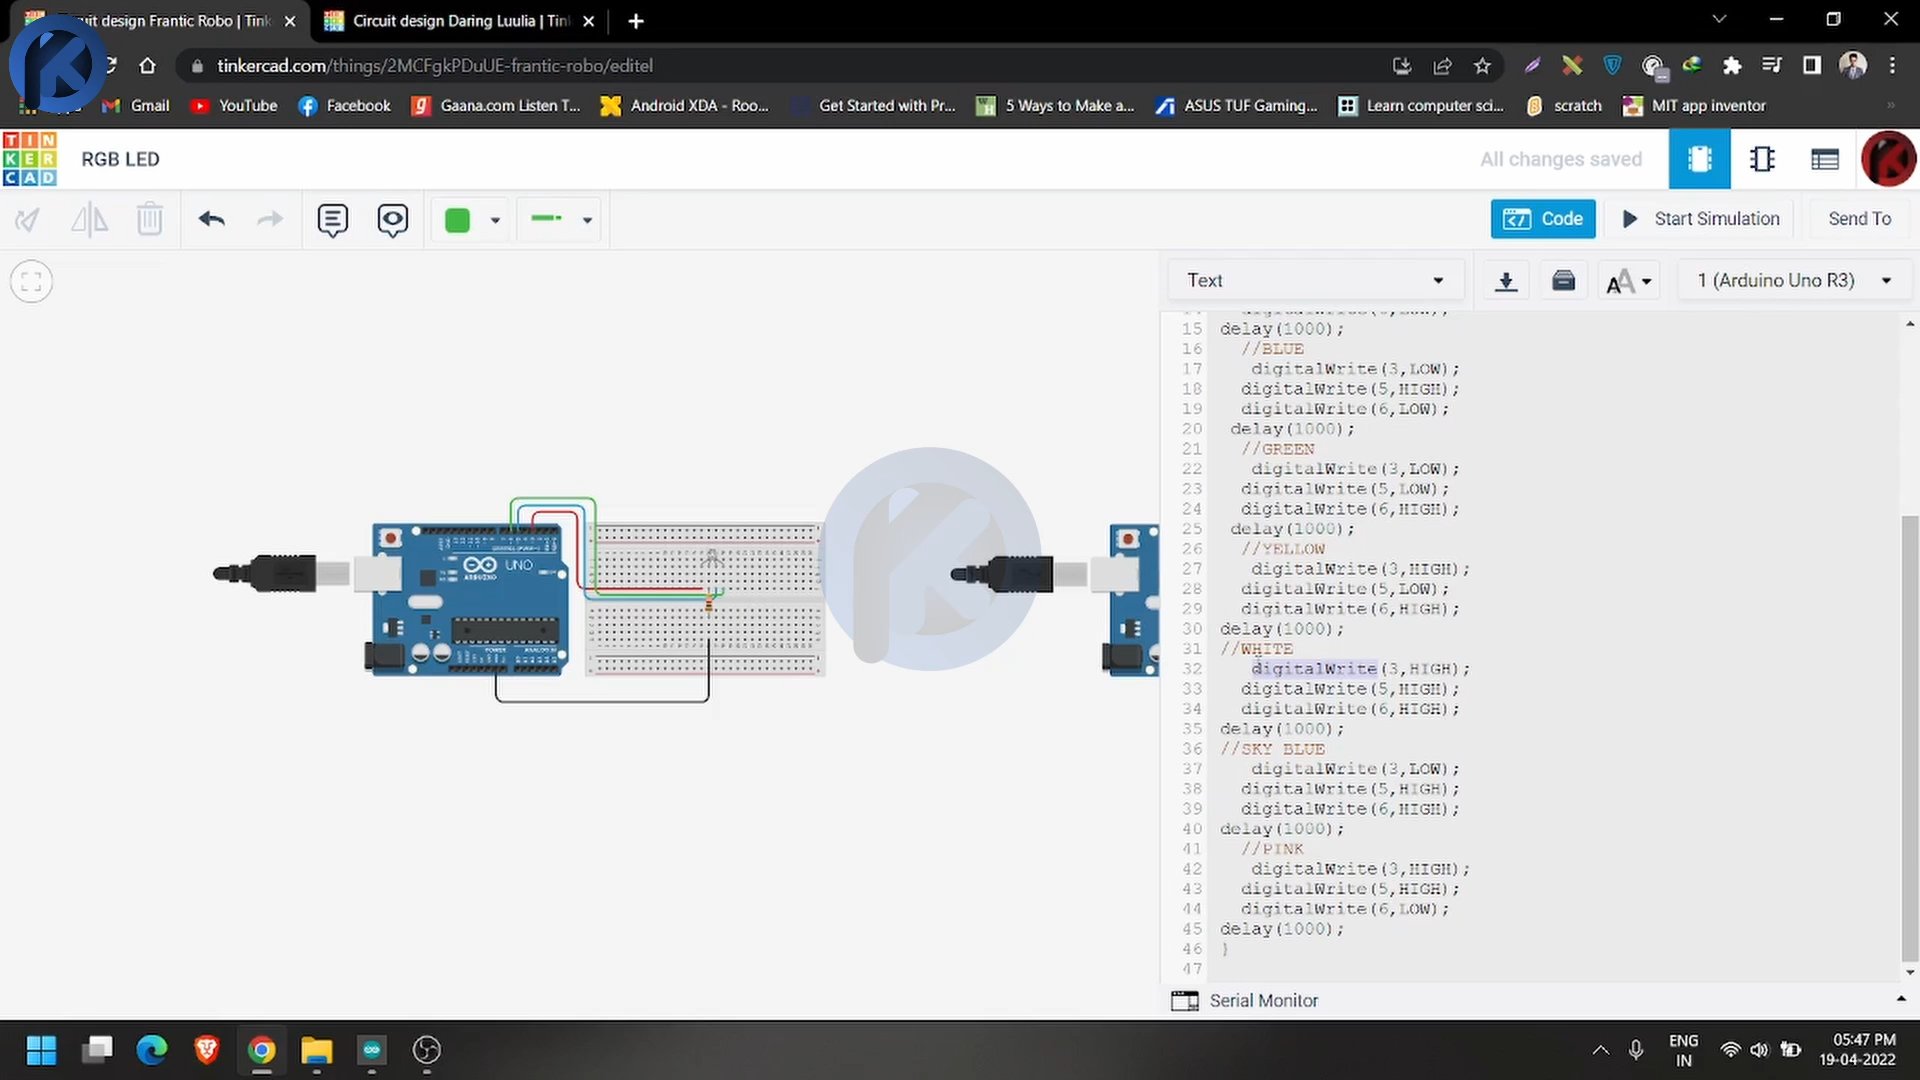 Circuit design Frantic Robo | Tink
Circuit design Daring Luulia | Tin
tinkercad.com/things/2MCFgkPDuUE-frantic-robo/editel
Gmail
YouTube
Facebook
Gaana.com Listen T...
Android XDA - Roo...
Get Started with Pr...
5 Ways to Make a...
ASUS TUF Gaming...
Learn computer sci...
scratch
MIT app inventor
»
TIN
KER
CAD
RGB LED
All changes saved
Code
Start Simulation
Send To
Text
1 (Arduino Uno R3)
15 delay(1000);
16 //BLUE
17 digitalWrite(3,LOW);
18 digitalWrite(5,HIGH);
19 digitalWrite(6,LOW);
20 delay(1000);
21 //GREEN
22 digitalWrite(3,LOW);
23 digitalWrite(5,LOW);
24 digitalWrite(6,HIGH);
25 delay(1000);
26 //YELLOW
27 digitalWrite(3,HIGH);
28 digitalWrite(5,LOW);
29 digitalWrite(6,HIGH);
30 delay(1000);
31 //WHITE
32 digitalWrite(3,HIGH);
33 digitalWrite(5,HIGH);
34 digitalWrite(6,HIGH);
35 delay(1000);
36 //SKY BLUE
37 digitalWrite(3,LOW);
38 digitalWrite(5,HIGH);
39 digitalWrite(6,HIGH);
40 delay(1000);
41 //PINK
42 digitalWrite(3,HIGH);
43 digitalWrite(5,HIGH);
44 digitalWrite(6,LOW);
45 delay(1000);
46 }
47
UNO
ARDUINO
Serial Monitor
ENG
IN
05:47 PM
19-04-2022